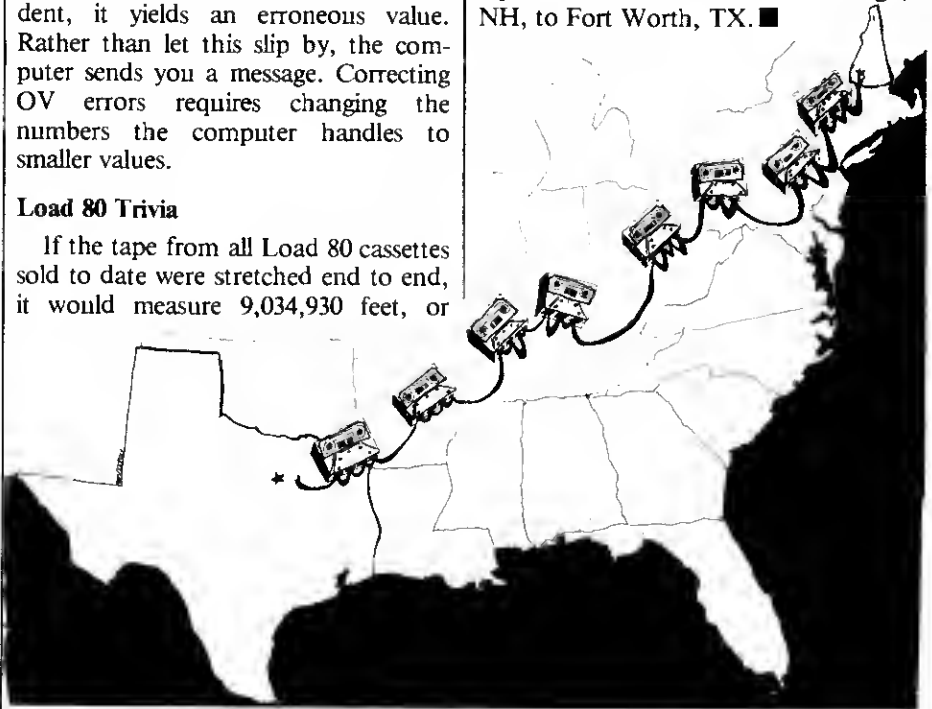 dent, it yields an erroneous value.
Rather than let this slip by, the com-
puter sends you a message. Correcting
OV errors requires changing the
numbers the computer handles to
smaller values.
Load 80 Trivia
If the tape from all Load 80 cassettes
sold to date were stretched end to end,
it would measure 9,034,930 feet, or
NH, to Fort Worth, TX.■